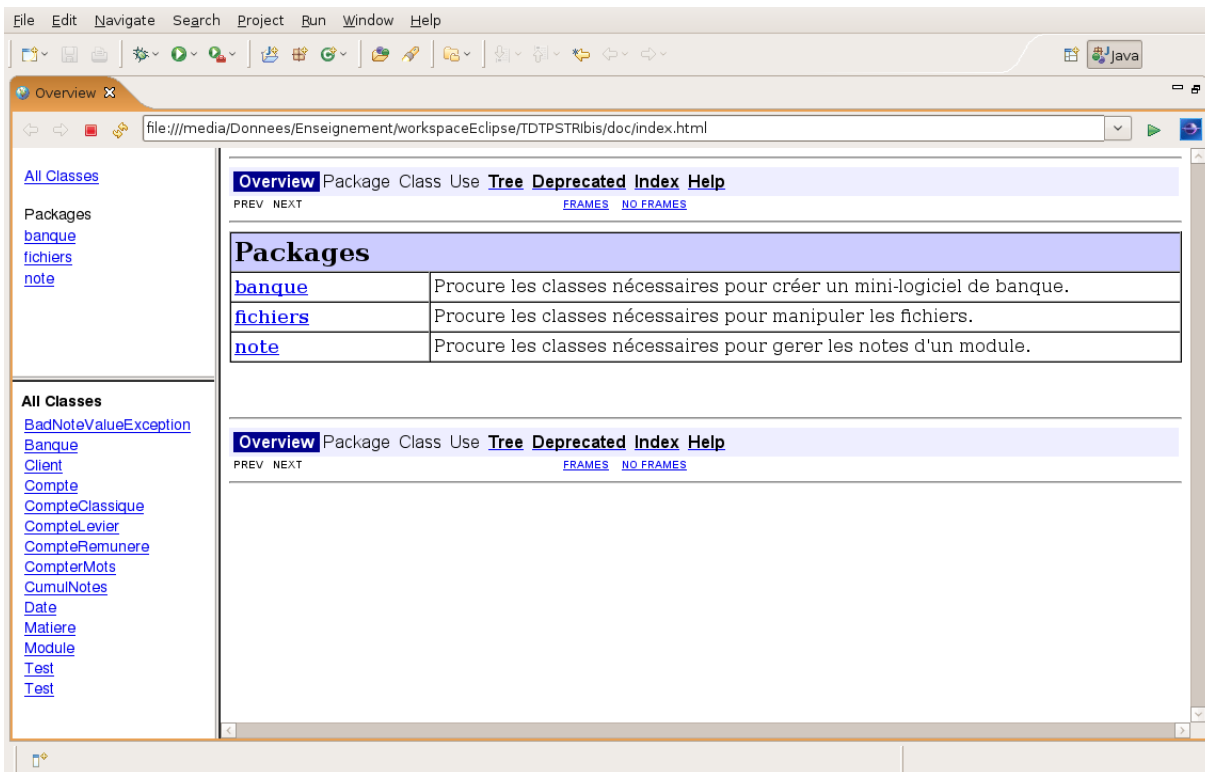 File Edit Navigate Search Project Run Window Help
Java
Overview
file:///media/Donnees/Enseignement/workspaceEclipse/TDTPSTRIbis/doc/index.html
All Classes
Packages
banque
fichiers
note
All Classes
BadNoteValueException
Banque
Client
Compte
CompteClassique
CompteLevier
CompteRemunere
CompterMots
CumulNotes
Date
Matiere
Module
Test
Test
Overview Package Class Use Tree Deprecated Index Help
PREV NEXT FRAMES NO FRAMES
Packages
banque Procure les classes nécessaires pour créer un mini-logiciel de banque.
fichiers Procure les classes nécessaires pour manipuler les fichiers.
note Procure les classes nécessaires pour gerer les notes d'un module.
Overview Package Class Use Tree Deprecated Index Help
PREV NEXT FRAMES NO FRAMES